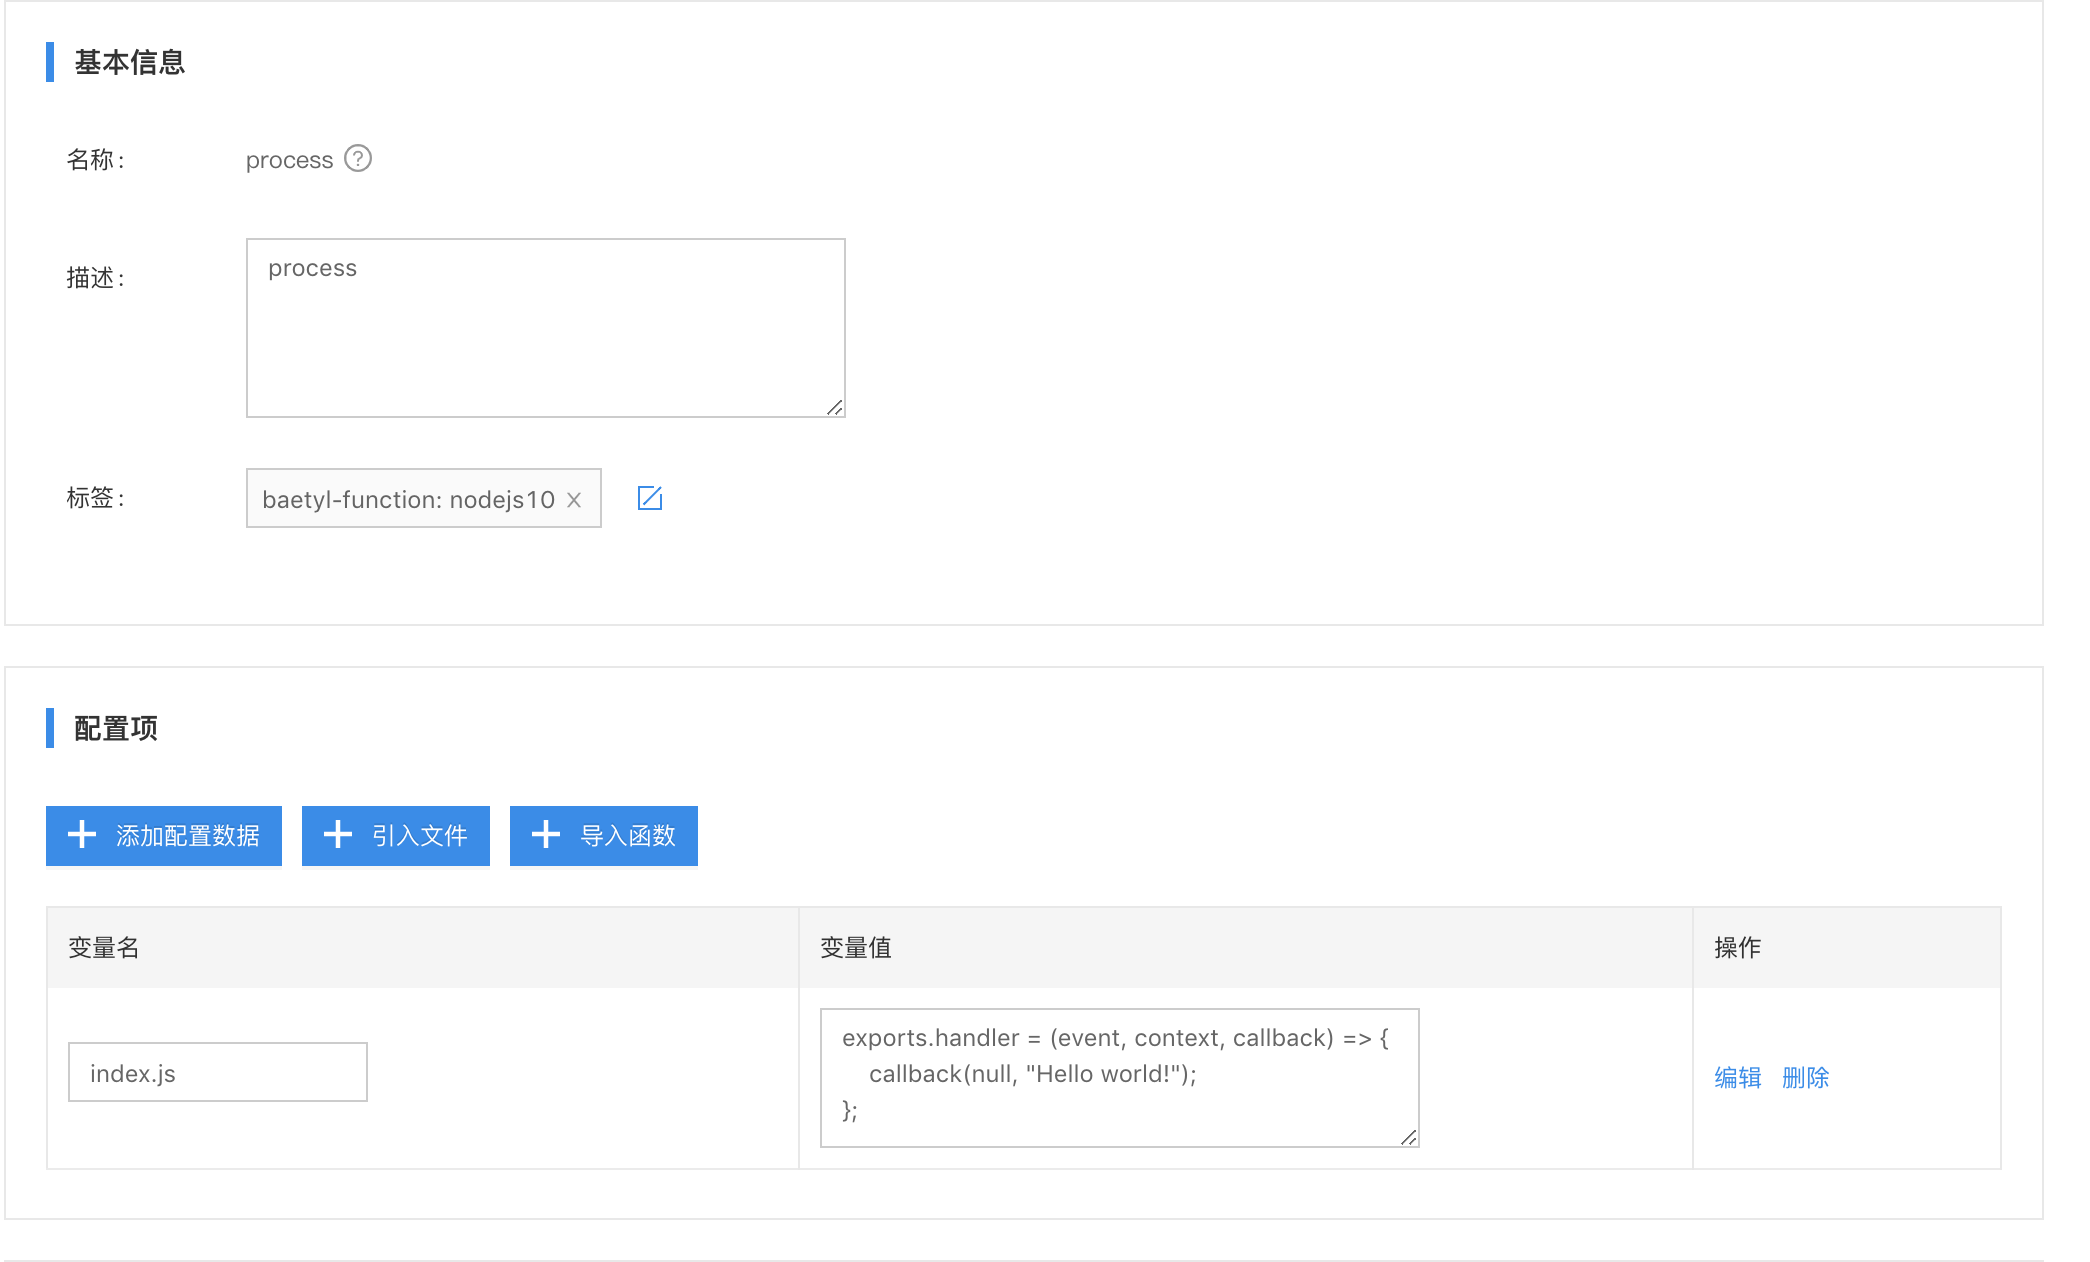 基本信息
名称： process ?
描述： process
标签： baetyl-function: nodejs10 ×
配置项
+ 添加配置数据 + 引入文件 + 导入函数
变量名 变量值 操作
index.js
exports.handler = (event, context, callback) => {
    callback(null, "Hello world!");
};
编辑 删除